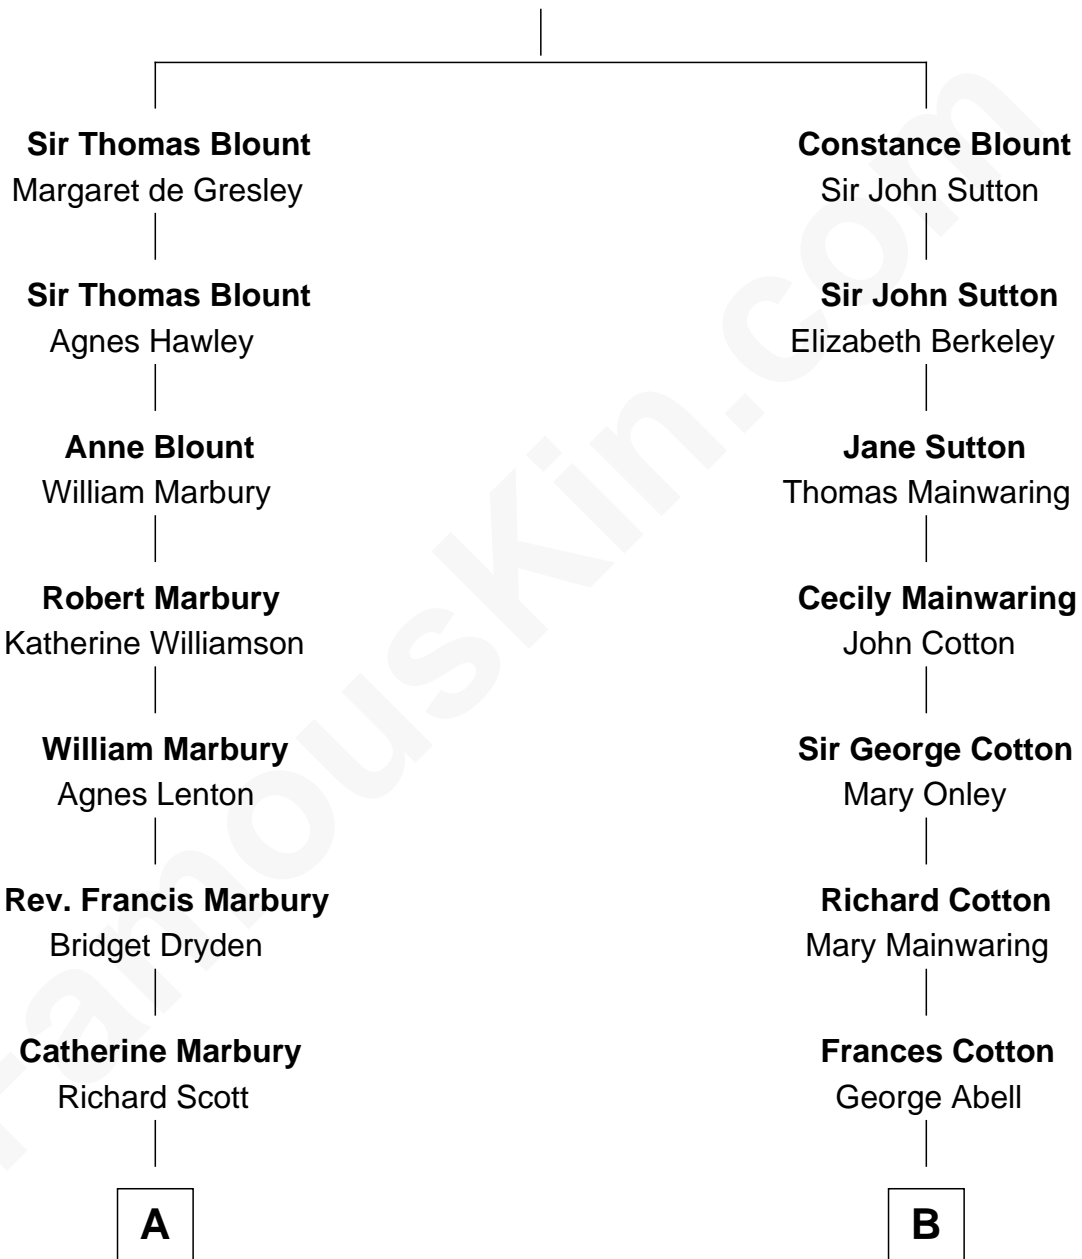 Sir Thomas Blount
Margaret de Gresley
Sir Thomas Blount
Agnes Hawley
Anne Blount
William Marbury
Robert Marbury
Katherine Williamson
William Marbury
Agnes Lenton
Rev. Francis Marbury
Bridget Dryden
Catherine Marbury
Richard Scott
A
Constance Blount
Sir John Sutton
Sir John Sutton
Elizabeth Berkeley
Jane Sutton
Thomas Mainwaring
Cecily Mainwaring
John Cotton
Sir George Cotton
Mary Onley
Richard Cotton
Mary Mainwaring
Frances Cotton
George Abell
B
FamousKin.com